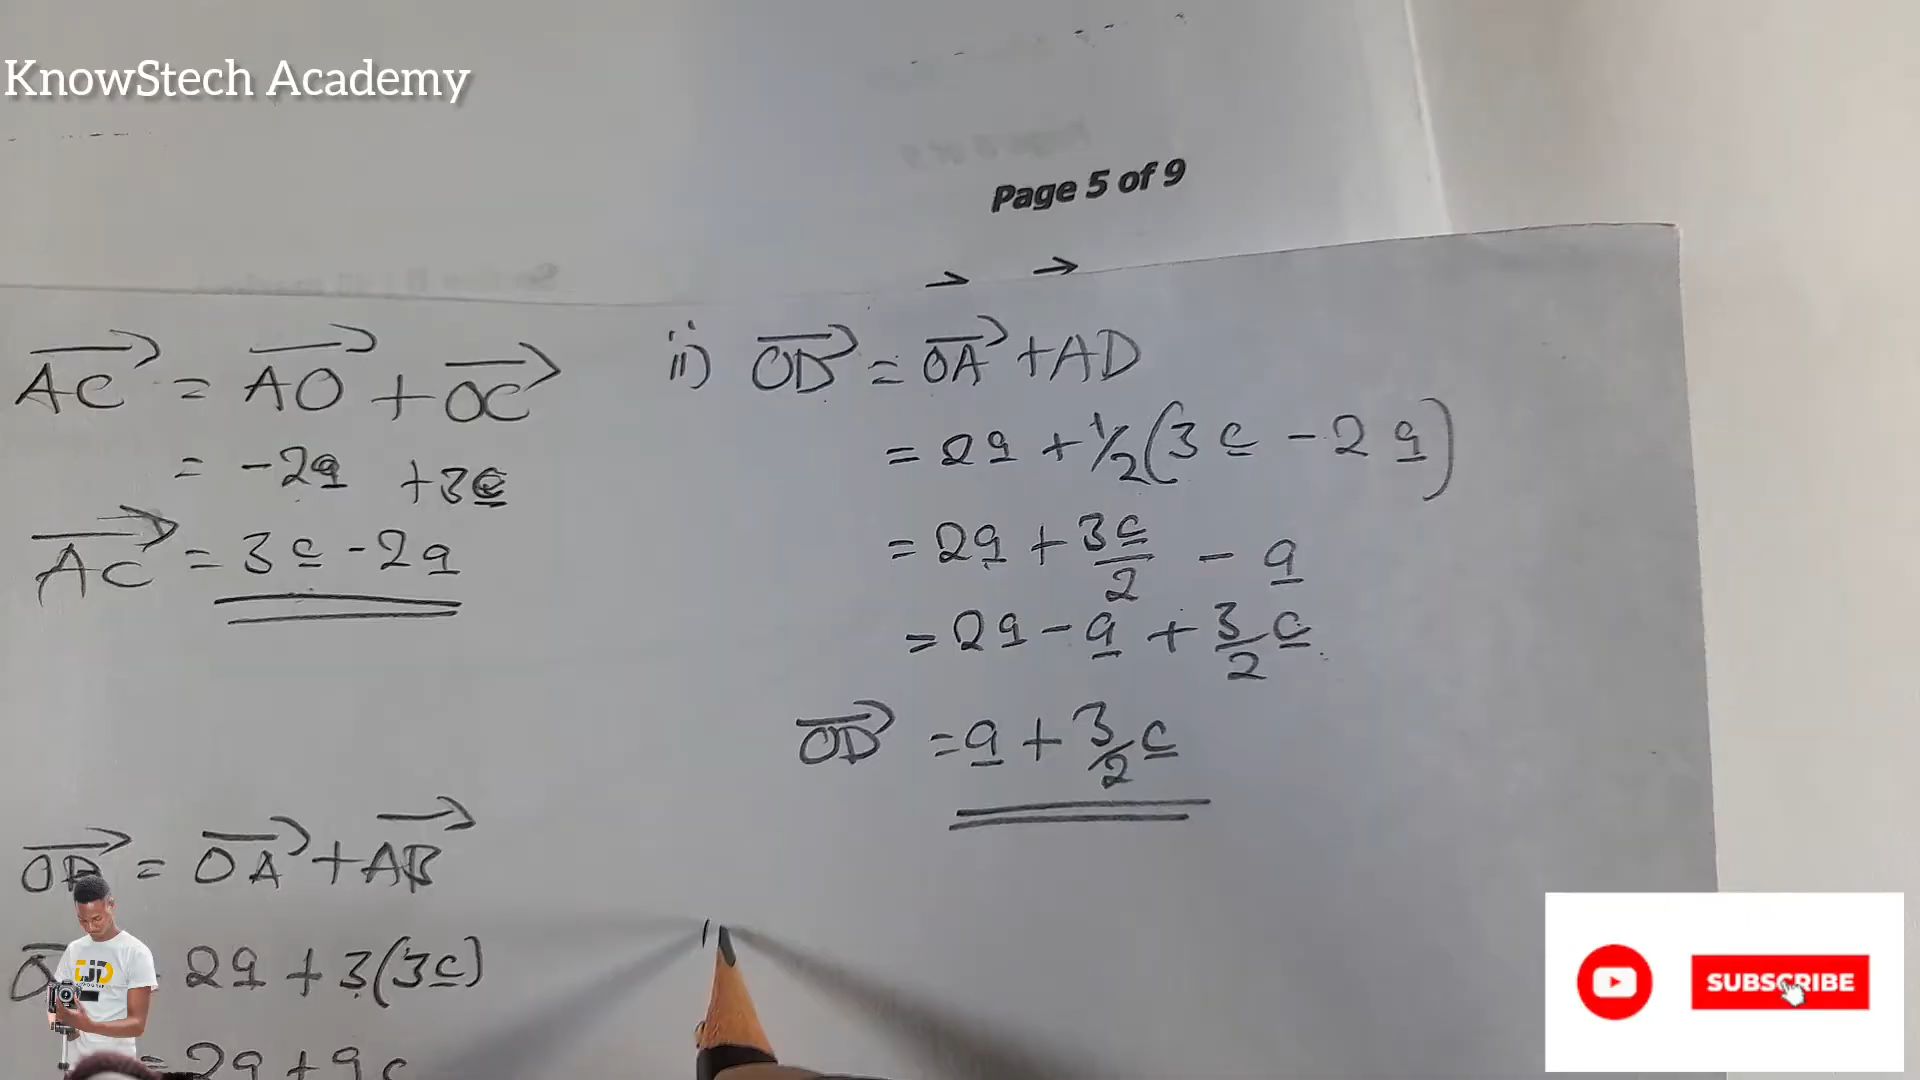 KnowStech Academy
Page 5 of 9
AC = AO + OC
= -2a + 3c
AC = 3c - 2a
OB = OA + AB
= 2a + 3(3c)
= 2a + 9c
ii) OD = OA + AD
= 2a + 1/2(3c - 2a)
= 2a + 3c/2 - a
= 2a - a + 3/2 c
OD = a + 3/2 c
SUBSCRIBE